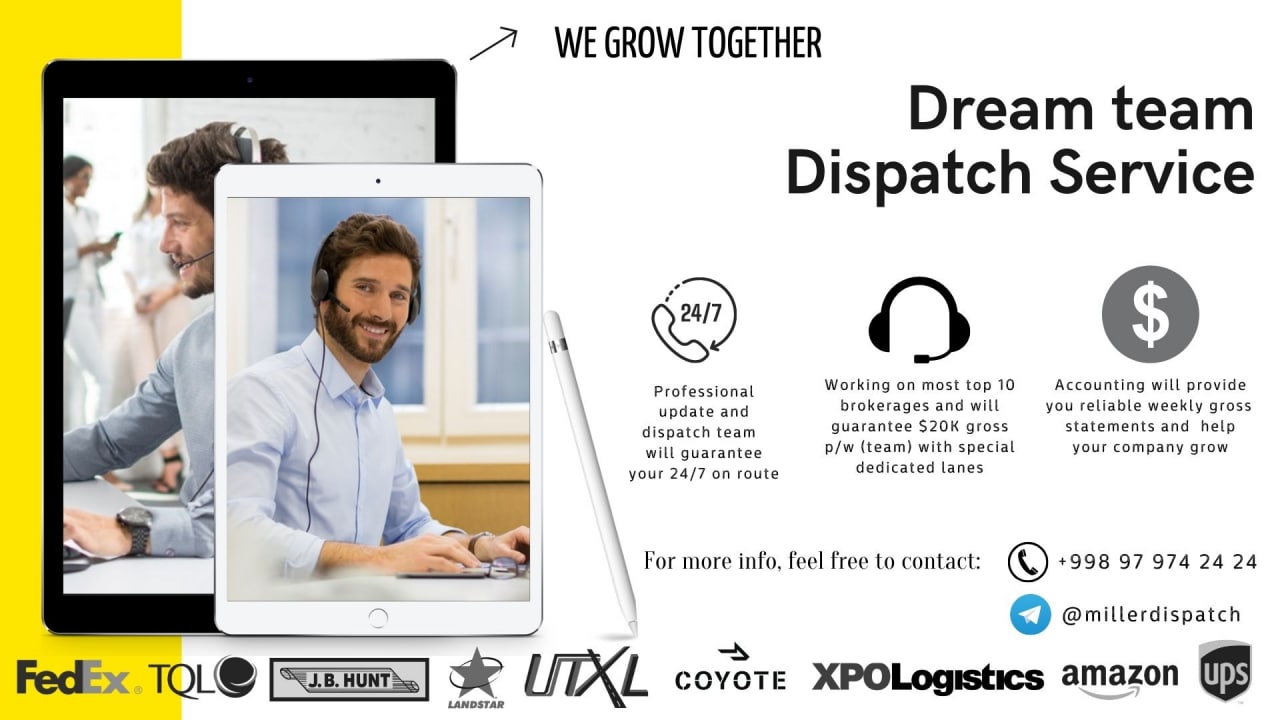 WE GROW TOGETHER
Dream team
Dispatch Service
24/7
Professional
update and
dispatch team
will guarantee
your 24/7 on route
Working on most top 10
brokerages and will
guarantee $20K gross
p/w (team) with special
dedicated lanes
$
Accounting will provide
you reliable weekly gross
statements and help
your company grow
For more info, feel free to contact:
+998 97 974 24 24
@millerdispatch
FedEx®
TQL
J.B. HUNT
LANDSTAR
UTXL
COYOTE
XPOLogistics
amazon
ups